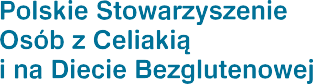 Polskie Stowarzyszenie
Osób z Celiakią
i na Diecie Bezglutenowej